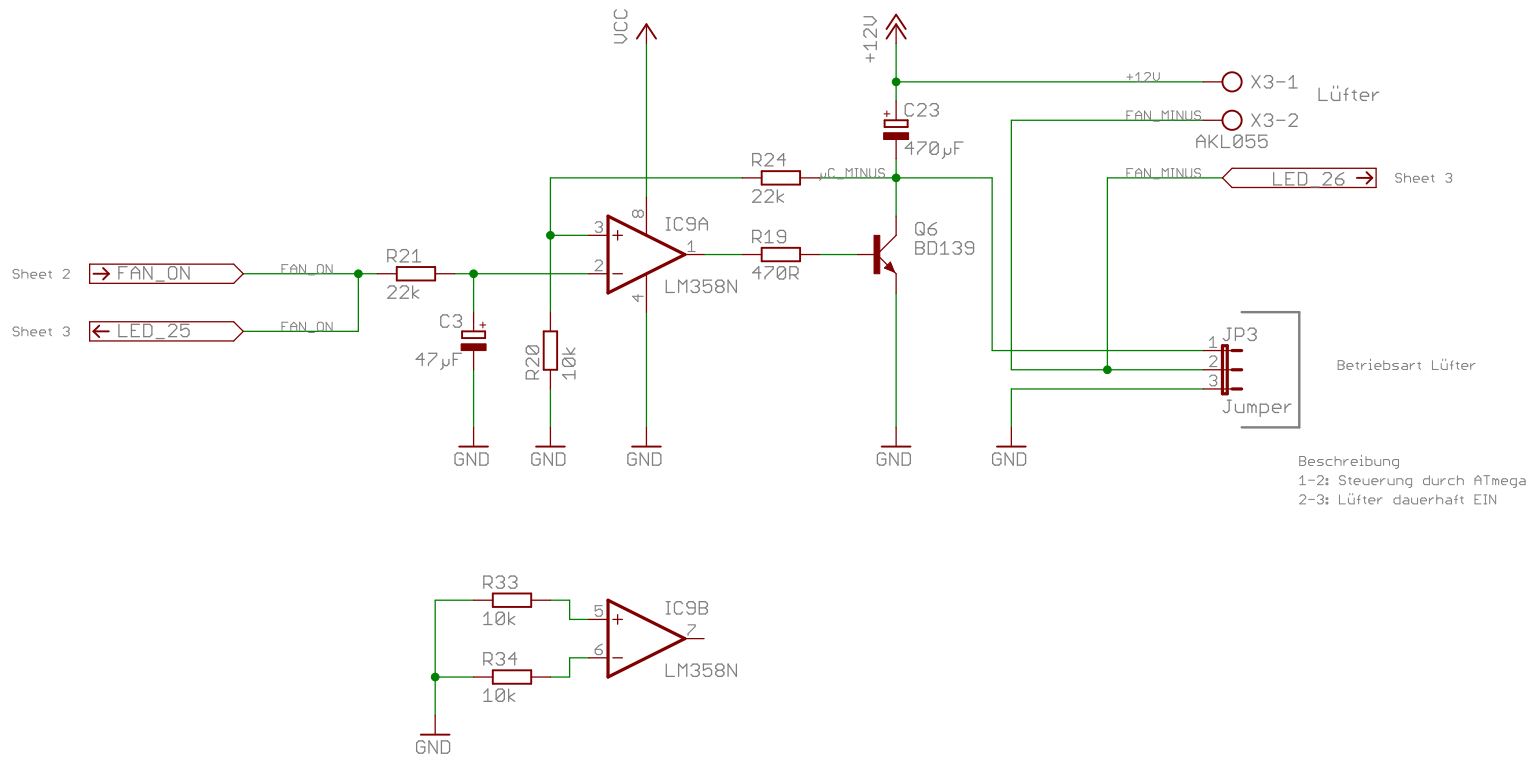 VCC
+12V
+12V
X3-1
Lüfter
FAN_MINUS
X3-2
AKL055
C23
+
470µF
R24
22k
µC_MINUS
FAN_MINUS
LED_26
Sheet 3
8
IC9A
3
+
1
2
-
4
LM358N
R19
470R
Q6
BD139
Sheet 2
FAN_ON
FAN_ON
R21
22k
Sheet 3
LED_25
FAN_ON
C3
+
47µF
R20
10k
JP3
1
2
3
Jumper
Betriebsart Lüfter
GND
GND
GND
GND
GND
Beschreibung
1-2: Steuerung durch ATmega
2-3: Lüfter dauerhaft EIN
R33
10k
IC9B
5
+
7
6
-
R34
10k
LM358N
GND